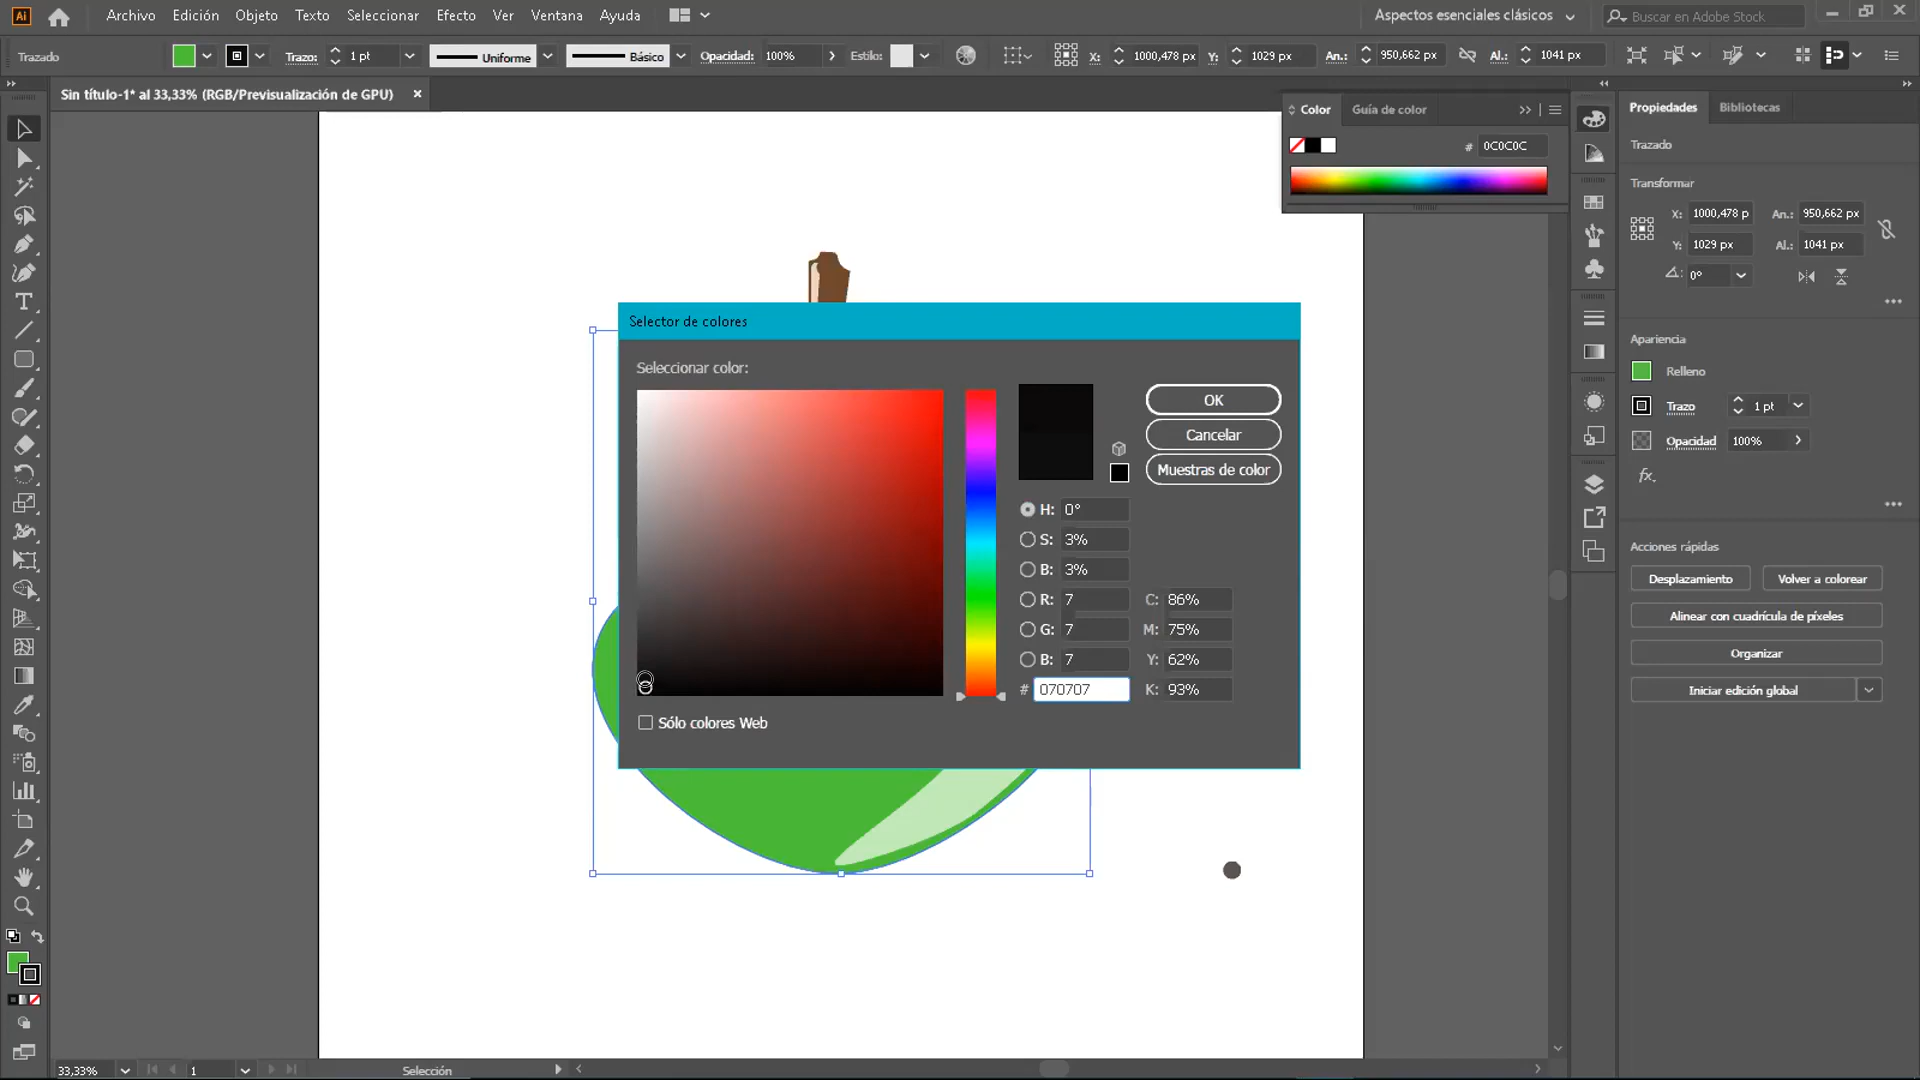 Ai Archivo Edición Objeto Texto Seleccionar Efecto Ver Ventana Ayuda Aspectos esenciales clásicos Buscar en Adobe Stock
Trazado Trazo: 1 pt Uniforme Básico Opacidad: 100% Estilo: X: 1000,478 px Y: 1029 px An.: 950,662 px Al.: 1041 px
Sin título-1* al 33,33% (RGB/Previsualización de GPU) ×
Color Guía de color
# 0C0C0C
Propiedades Bibliotecas
Trazado
Transformar
X: 1000,478 p An.: 950,662 px
Y: 1029 px Al.: 1041 px
0°
Apariencia
Relleno
Trazo 1 pt
Opacidad 100%
fx.
Acciones rápidas
Desplazamiento Volver a colorear
Alinear con cuadrícula de píxeles
Organizar
Iniciar edición global
Selector de colores
Seleccionar color:
OK
Cancelar
Muestras de color
H: 0°
S: 3%
B: 3%
R: 7 C: 86%
G: 7 M: 75%
B: 7 Y: 62%
# 070707 K: 93%
Sólo colores Web
33,33% 1 Selección